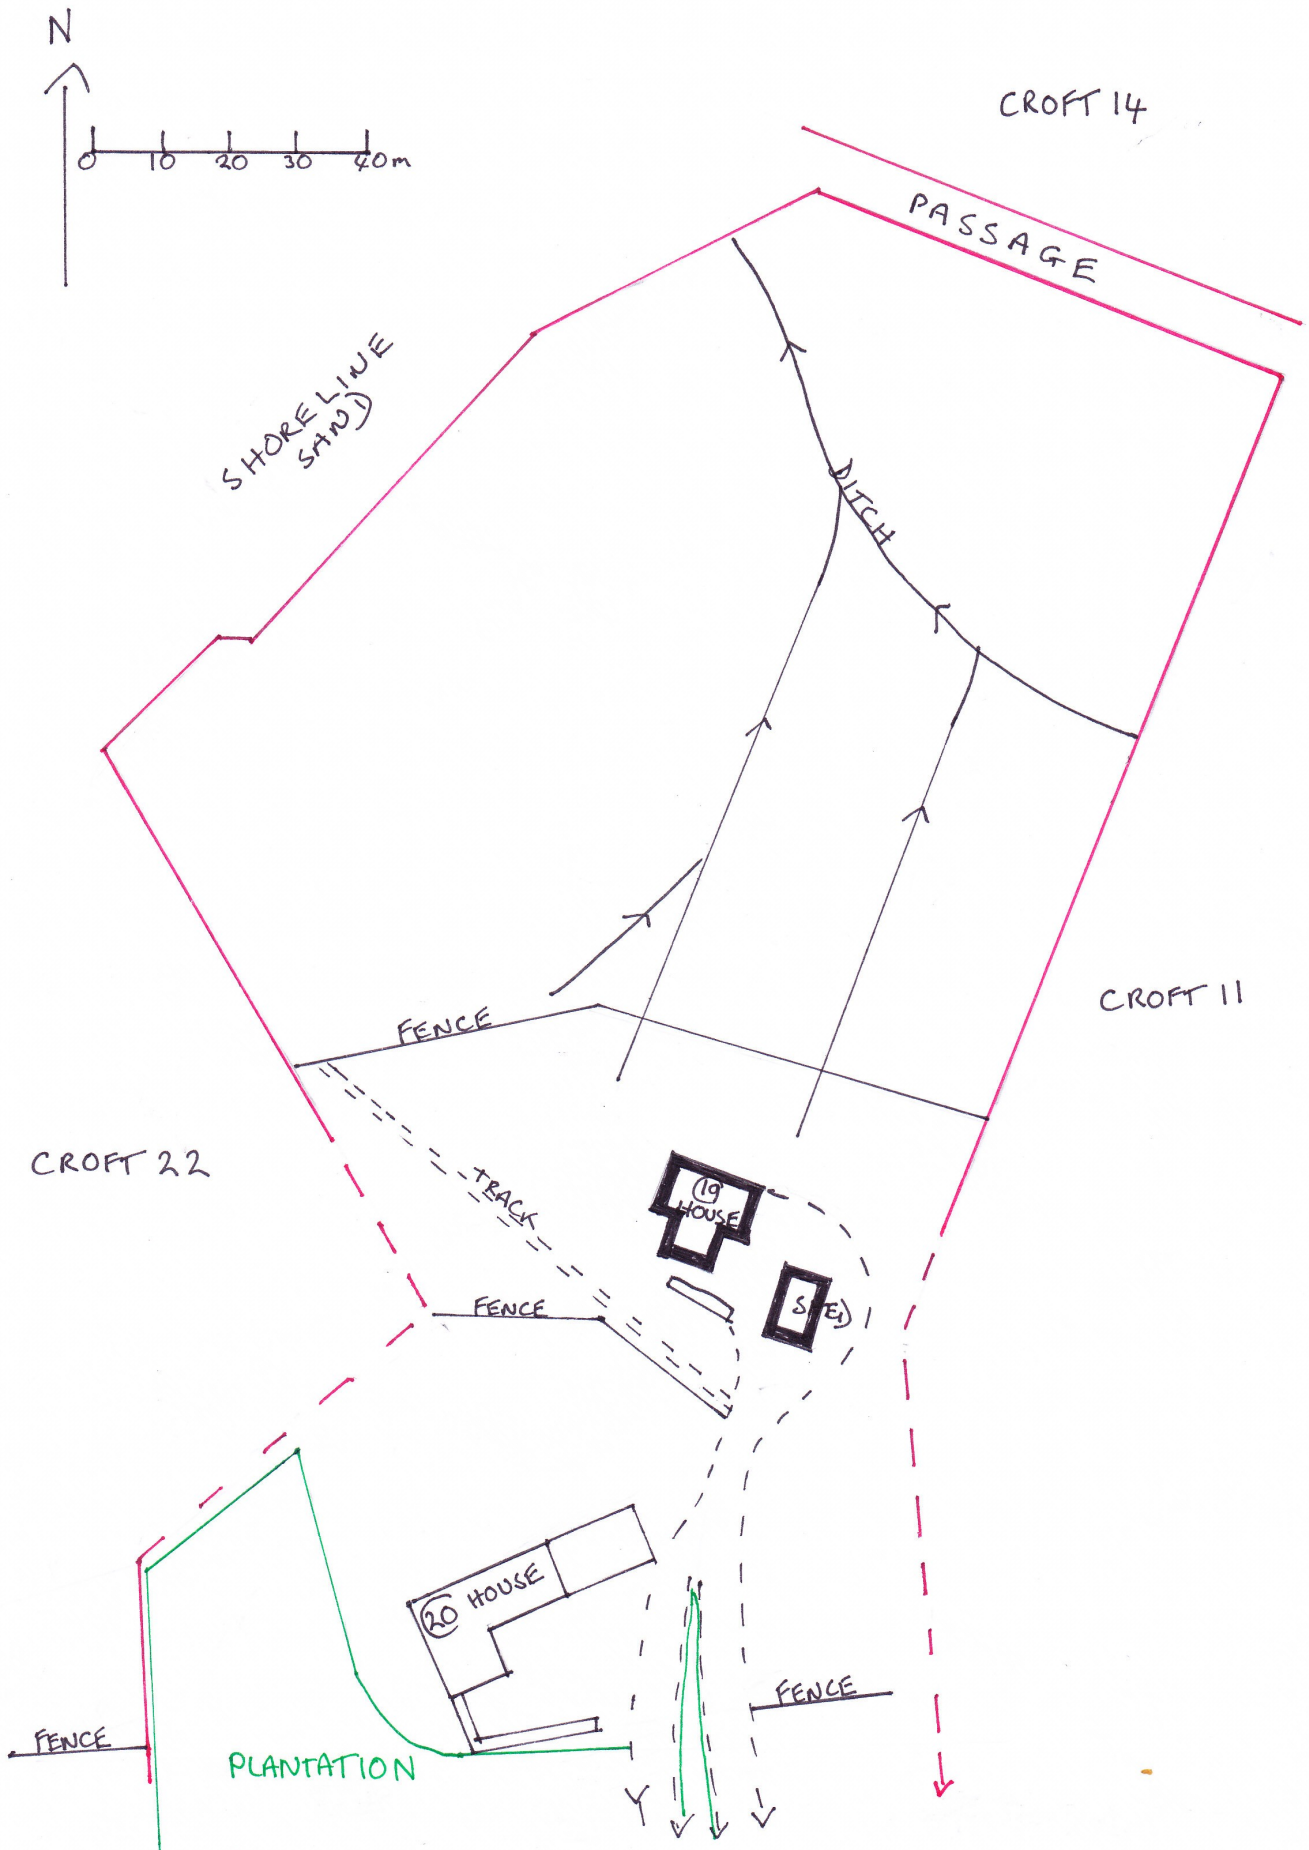 N
0 10 20 30 40m
CROFT 14
PASSAGE
SHORELINE
SAND
DITCH
CROFT 11
FENCE
CROFT 22
TRACK
19
HOUSE
FENCE
20 HOUSE
FENCE
FENCE
PLANTATION